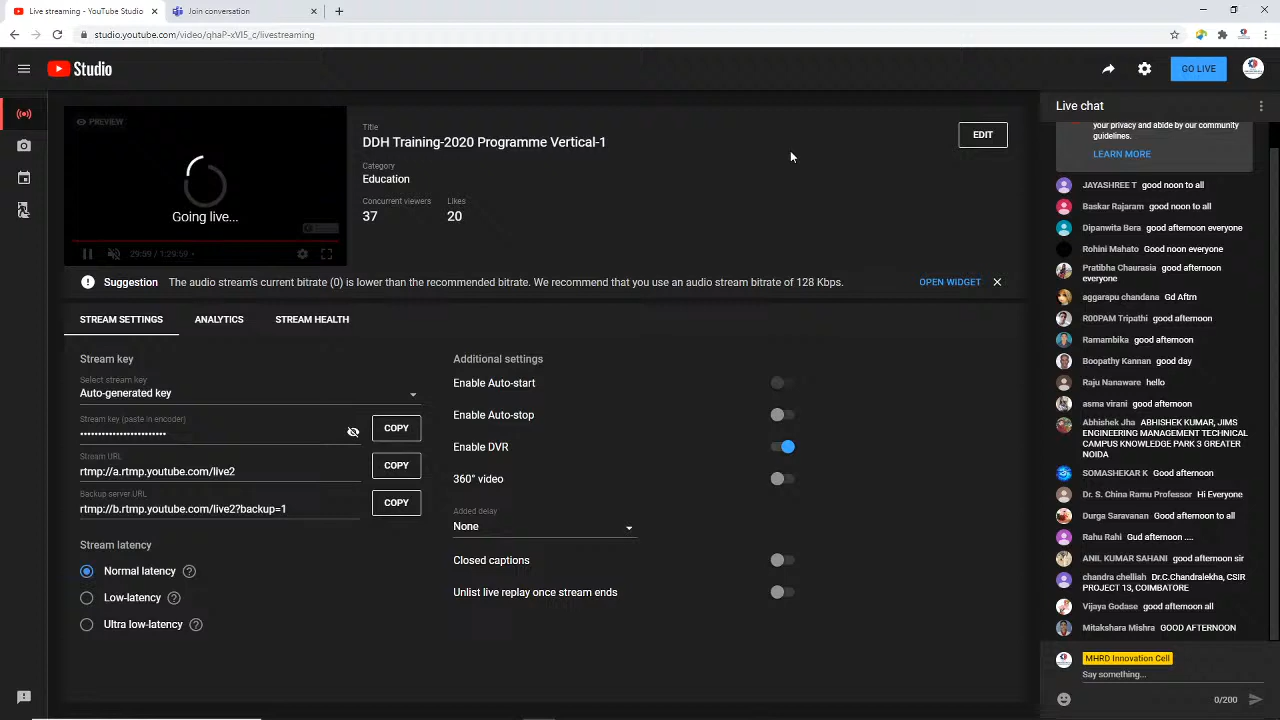 Live streaming - YouTube Studio
Join conversation
studio.youtube.com/video/qhaP-xVI5_c/livestreaming
Studio
GO LIVE
PREVIEW
Going live...
29:59 / 1:29:59
Title
DDH Training-2020 Programme Vertical-1
Category
Education
Concurrent viewers
37
Likes
20
EDIT
Suggestion The audio stream's current bitrate (0) is lower than the recommended bitrate. We recommend that you use an audio stream bitrate of 128 Kbps.
OPEN WIDGET
STREAM SETTINGS
ANALYTICS
STREAM HEALTH
Stream key
Select stream key
Auto-generated key
Stream key (paste in encoder)
COPY
Stream URL
rtmp://a.rtmp.youtube.com/live2
COPY
Backup server URL
rtmp://b.rtmp.youtube.com/live2?backup=1
COPY
Stream latency
Normal latency
Low-latency
Ultra low-latency
Additional settings
Enable Auto-start
Enable Auto-stop
Enable DVR
360° video
Added delay
None
Closed captions
Unlist live replay once stream ends
Live chat
your privacy and abide by our community
guidelines.
LEARN MORE
JAYASHREE T good noon to all
Baskar Rajaram good noon to all
Dipanwita Bera good afternoon everyone
Rohini Mahato Good noon everyone
Pratibha Chaurasia good afternoon
everyone
aggarapu chandana Gd Aftrn
R00PAM Tripathi good afternoon
Ramambika good afternoon
Boopathy Kannan good day
Raju Nanaware hello
asma virani good afternoon
Abhishek Jha ABHISHEK KUMAR, JIMS
ENGINEERING MANAGEMENT TECHNICAL
CAMPUS KNOWLEDGE PARK 3 GREATER
NOIDA
SOMASHEKAR K Good afternoon
Dr. S. China Ramu Professor Hi Everyone
Durga Saravanan Good afternoon to all
Rahu Rahi Gud afternoon ....
ANIL KUMAR SAHANI good afternoon sir
chandra chelliah Dr.C.Chandralekha, CSIR
PROJECT 13, COIMBATORE
Vijaya Godase good afternoon all
Mitakshara Mishra GOOD AFTERNOON
MHRD Innovation Cell
Say something...
0/200